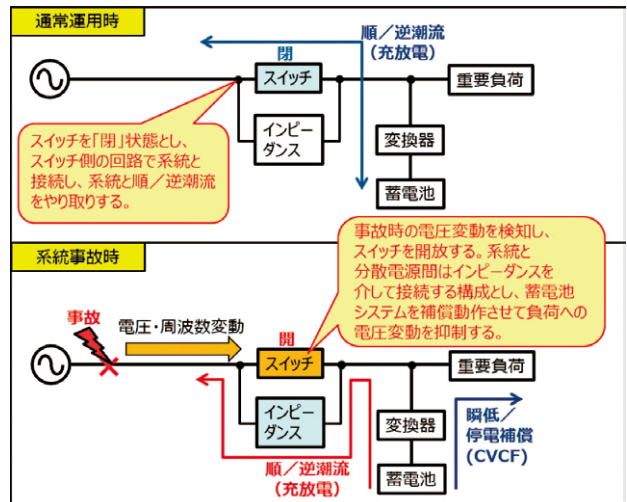 通常運用時
順／逆潮流
（充放電）
閉
スイッチ
重要負荷
インピー
ダンス
変換器
蓄電池
スイッチを「閉」状態とし、
スイッチ側の回路で系統と
接続し、系統と順／逆潮流
をやり取りする。
系統事故時
事故時の電圧変動を検知し、
スイッチを開放する。系統と
分散電源間はインピーダンスを
介して接続する構成とし、蓄電池
システムを補償動作させて負荷への
電圧変動を抑制する。
事故
電圧・周波数変動
開
スイッチ
重要負荷
インピー
ダンス
変換器
蓄電池
順／逆潮流
（充放電）
瞬低／
停電補償
(CVCF)